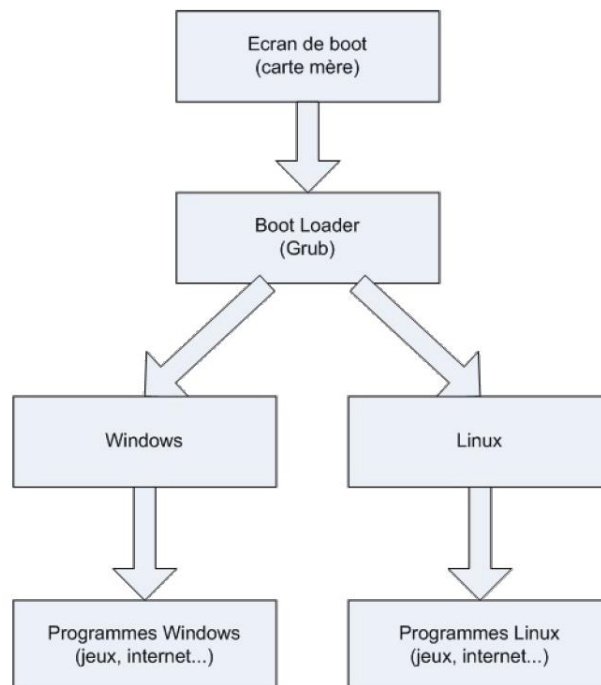 Ecran de boot
(carte mère)
Boot Loader
(Grub)
Windows
Linux
Programmes Windows
(jeux, internet...)
Programmes Linux
(jeux, internet...)